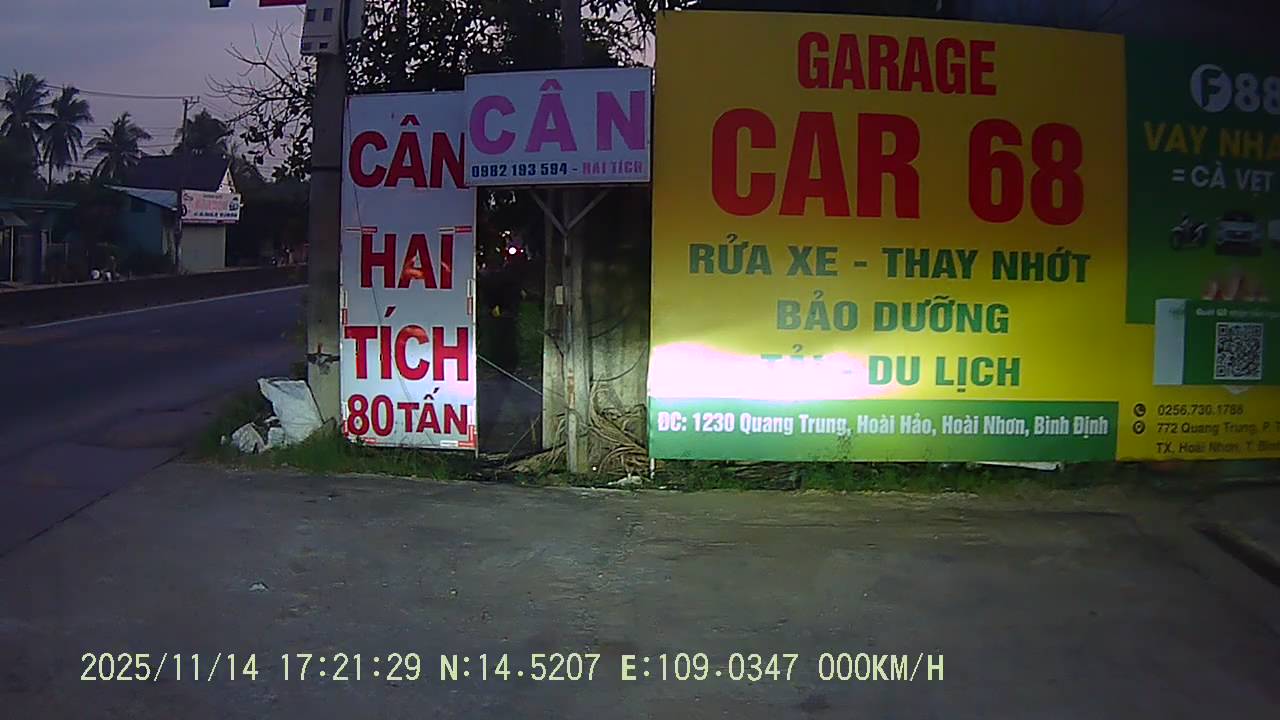 CÂN
HAI
TÍCH
80 TẤN
CÂN
0982 193 594 - HAI TÍCH
GARAGE
CAR 68
RỬA XE - THAY NHỚT
BẢO DƯỠNG
- DU LỊCH
ĐC: 1230 Quang Trung, Hoài Hảo, Hoài Nhơn, Bình Định
F88
VAY NHA
= CÀ VẸT
0256.730.1788
772 Quang Trung, P. T
TX. Hoài Nhơn, T. Bì
2025/11/14 17:21:29 N:14.5207 E:109.0347 000KM/H